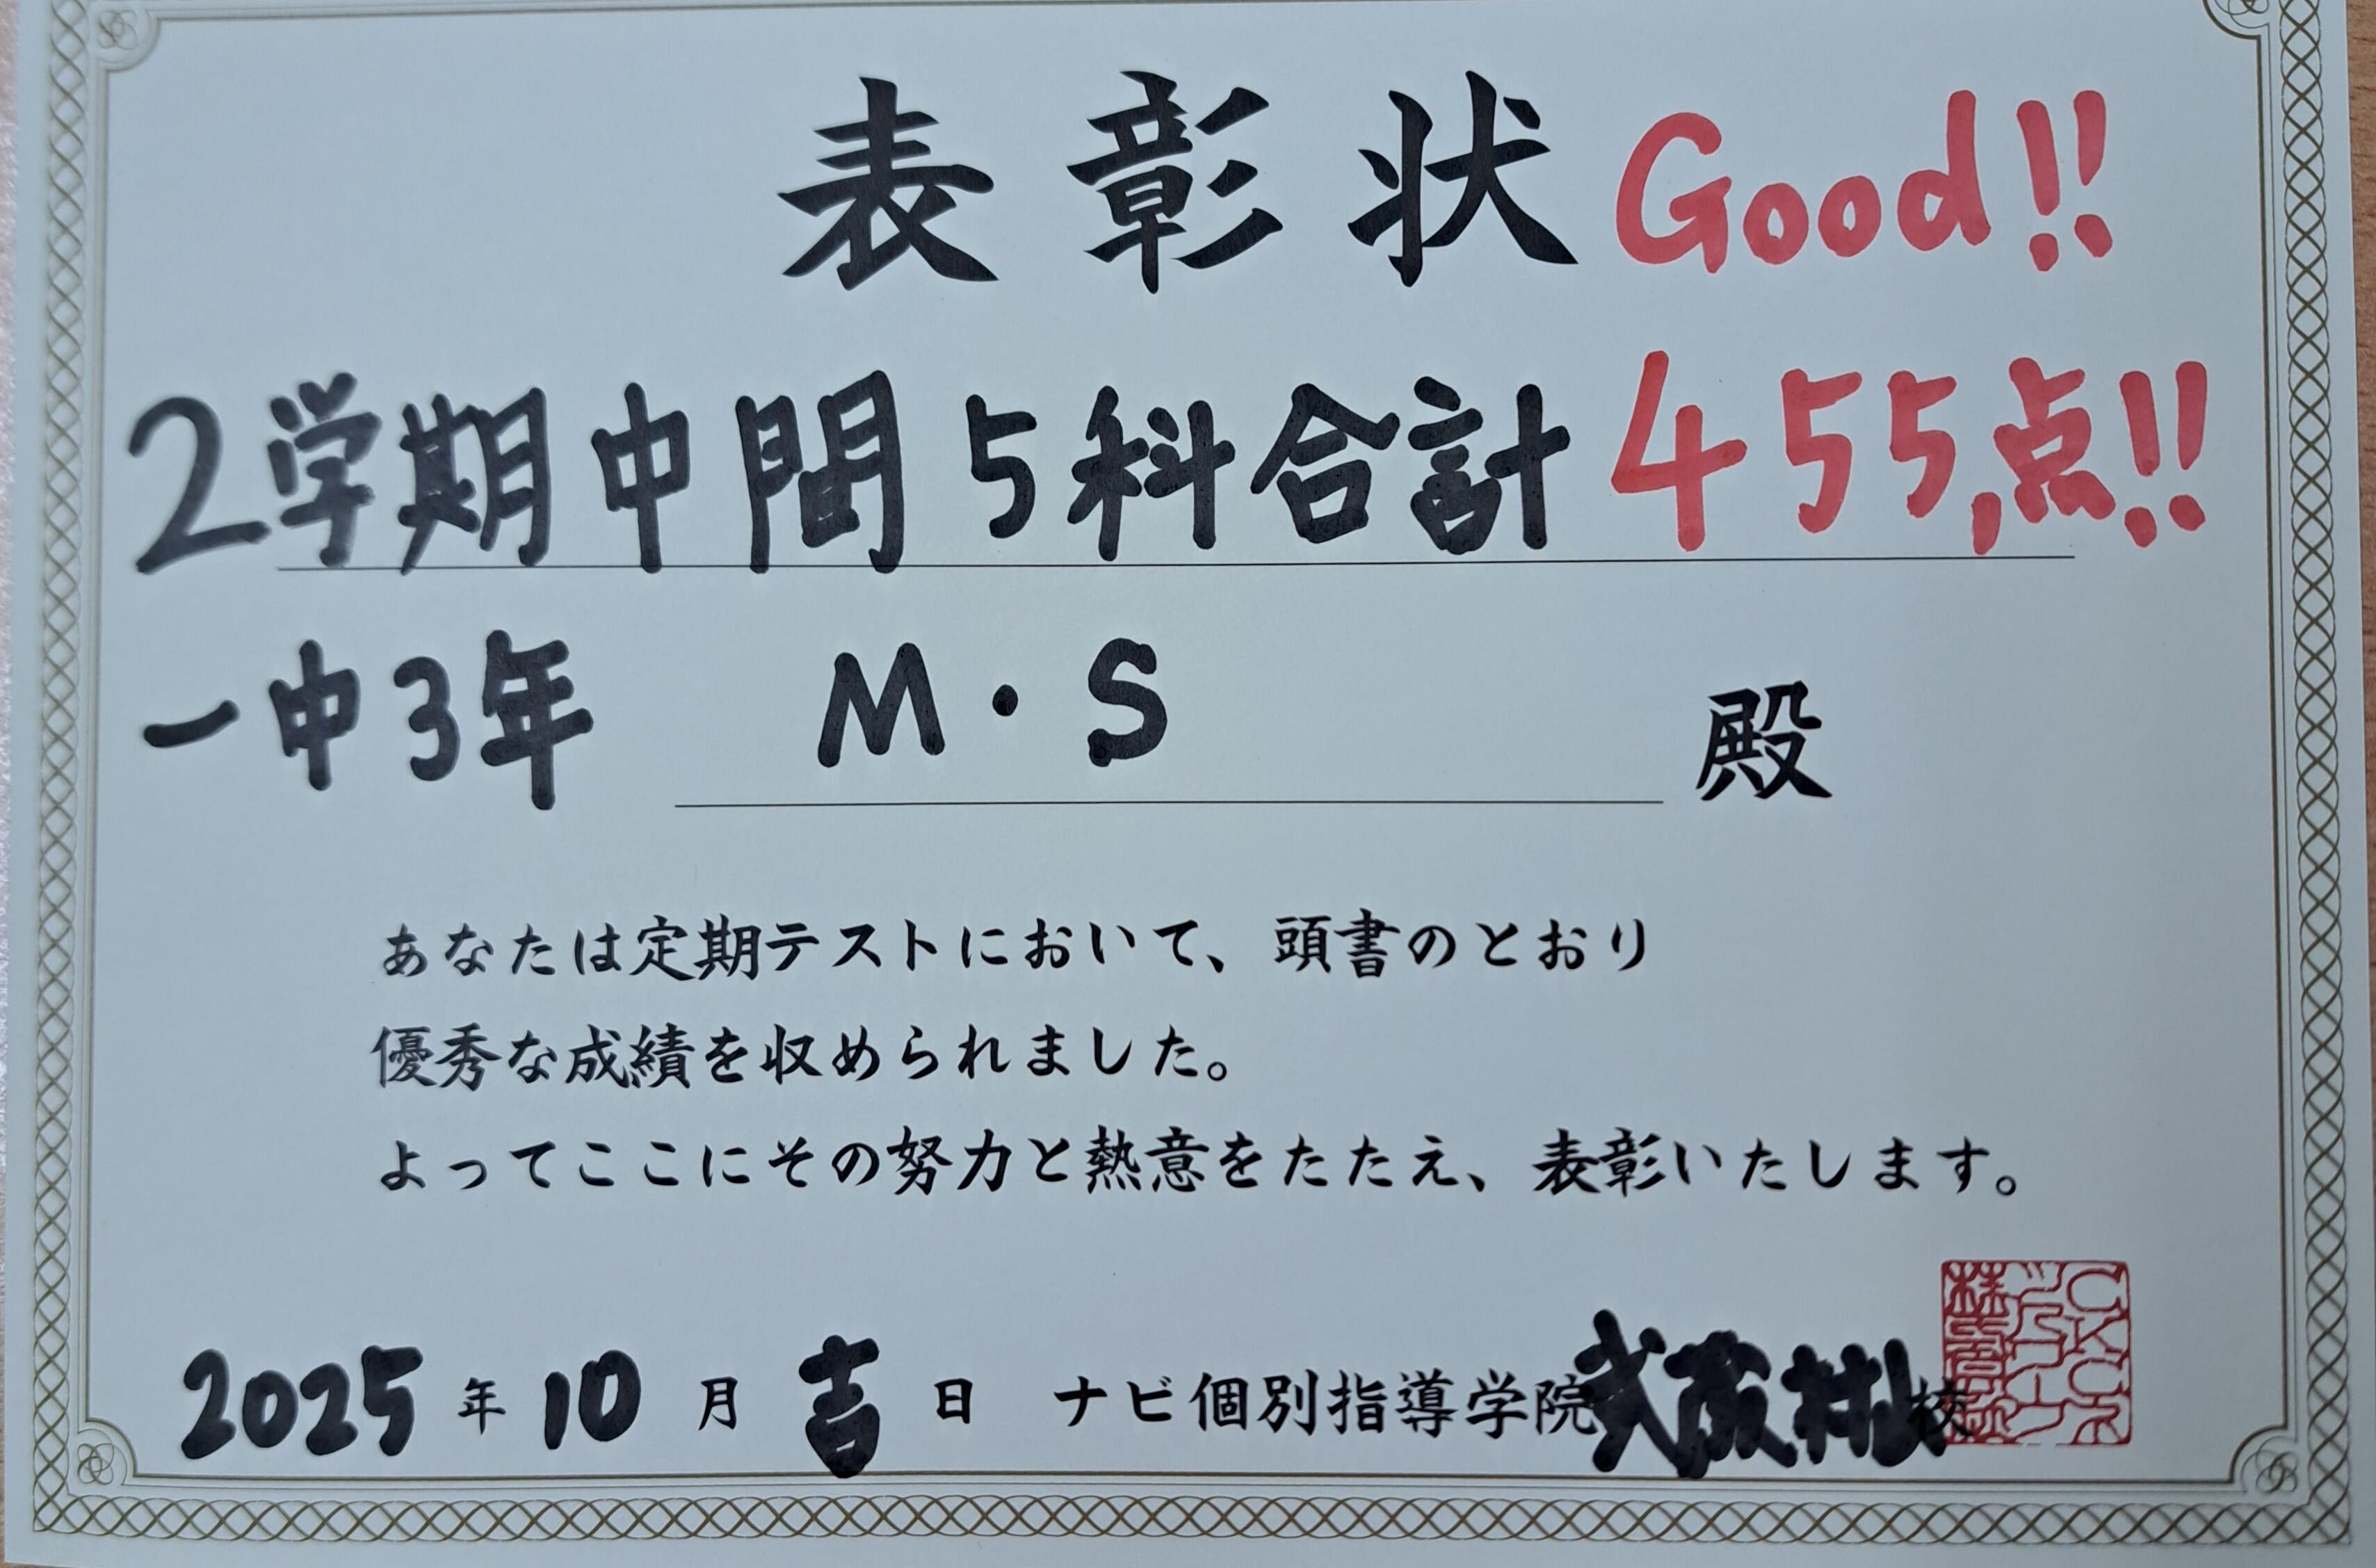 表彰状 Good!!
2学期中間5科合計455点!!
一中3年 M・S 殿
あなたは定期テストにおいて、頭書のとおり
優秀な成績を収められました。
よってここにその努力と熱意をたたえ、表彰いたします。
2025年10月吉日 ナビ個別指導学院 校